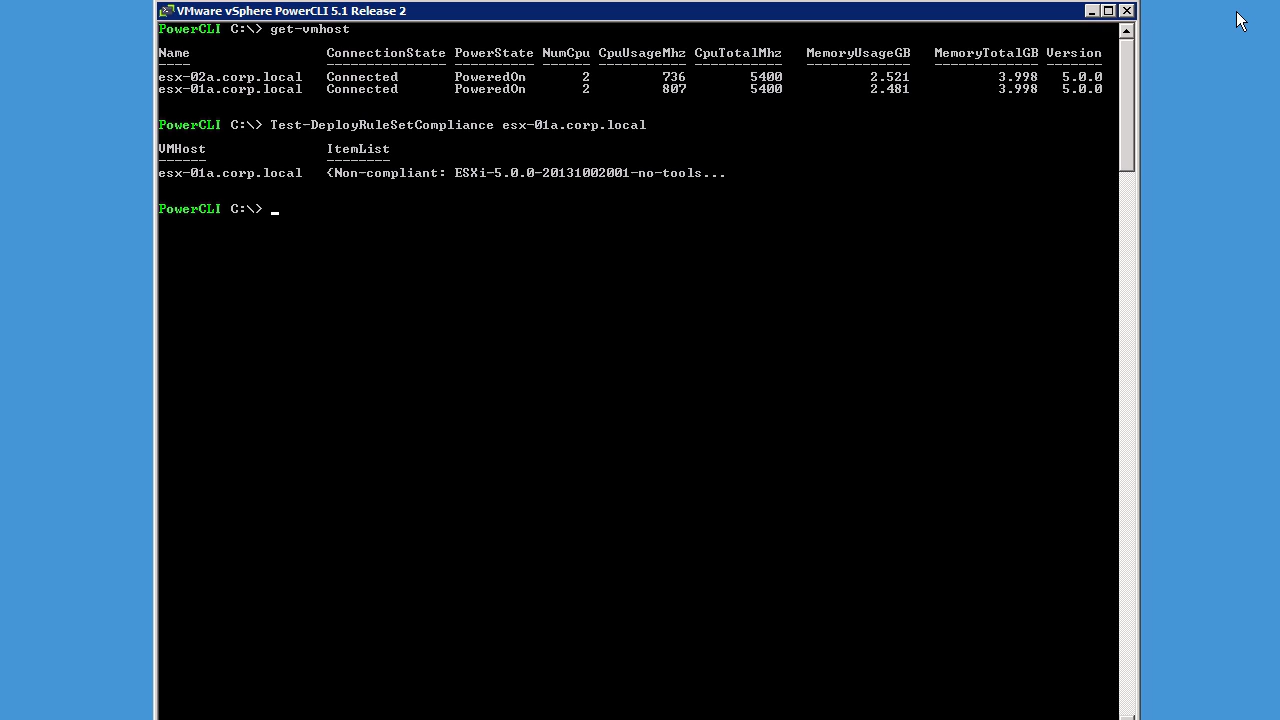 VMware vSphere PowerCLI 5.1 Release 2
PowerCLI C:\> get-vmhost
Name ConnectionState PowerState NumCpu CpuUsageMhz CpuTotalMhz MemoryUsageGB MemoryTotalGB Version
---- --------------- ---------- ------ ----------- ----------- ------------- ------------- -------
esx-02a.corp.local Connected PoweredOn 2 736 5400 2.521 3.998 5.0.0
esx-01a.corp.local Connected PoweredOn 2 807 5400 2.481 3.998 5.0.0
PowerCLI C:\> Test-DeployRuleSetCompliance esx-01a.corp.local
VMHost ItemList
------ --------
esx-01a.corp.local {Non-compliant: ESXi-5.0.0-20131002001-no-tools...
PowerCLI C:\> _